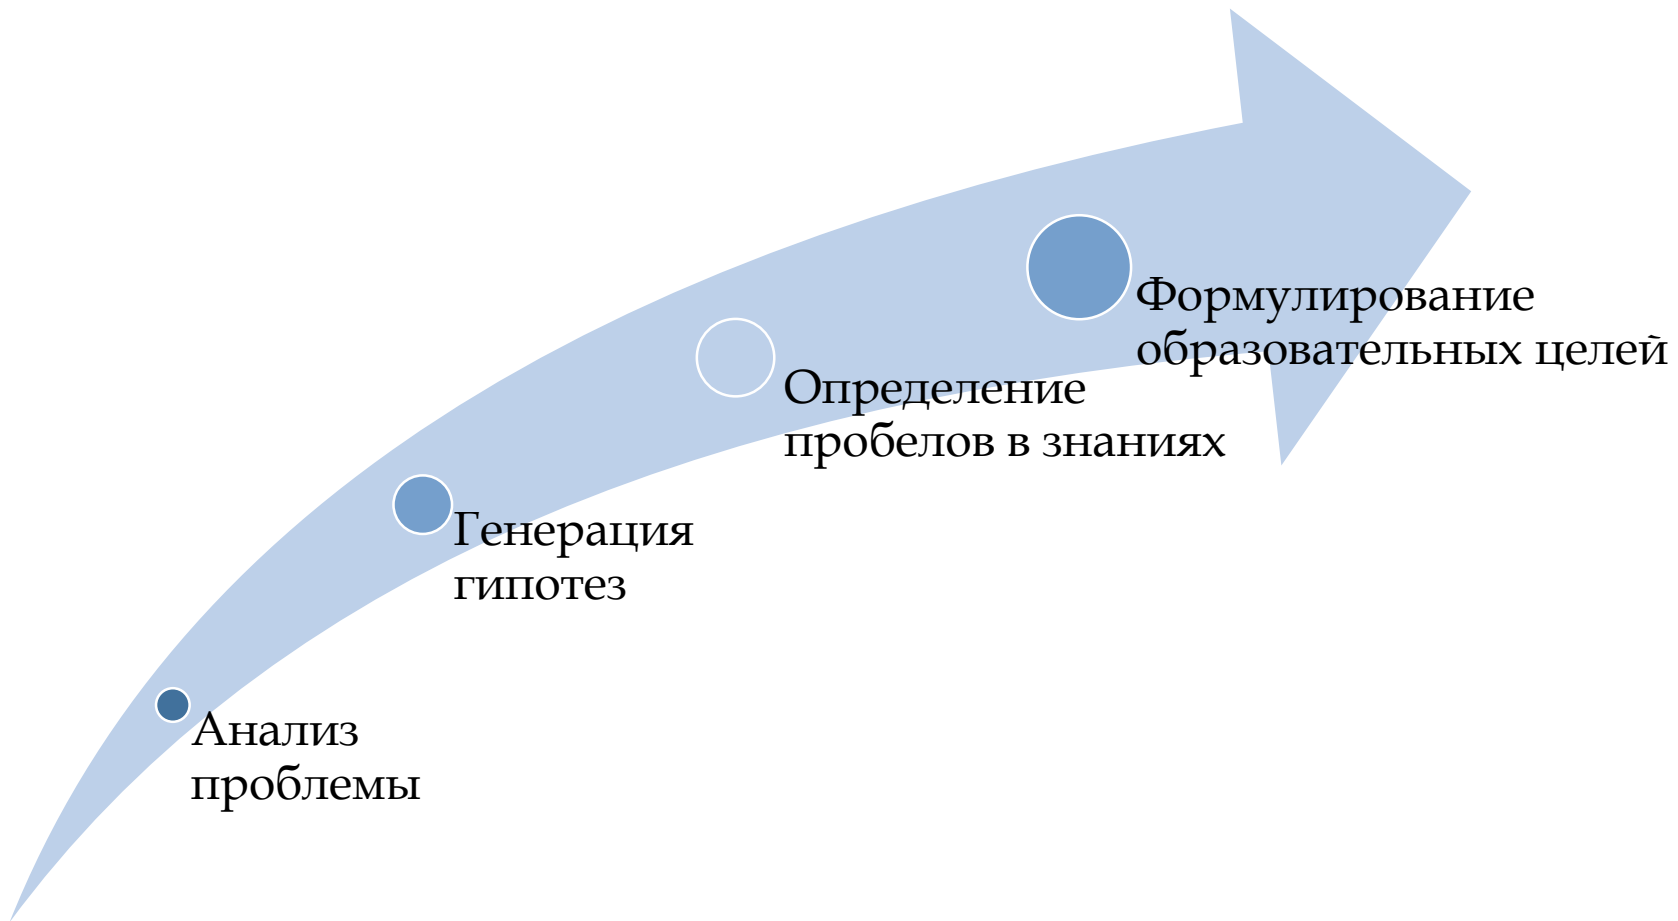 Формулирование
образовательных целей
Определение
пробелов в знаниях
Генерация
гипотез
Анализ
проблемы